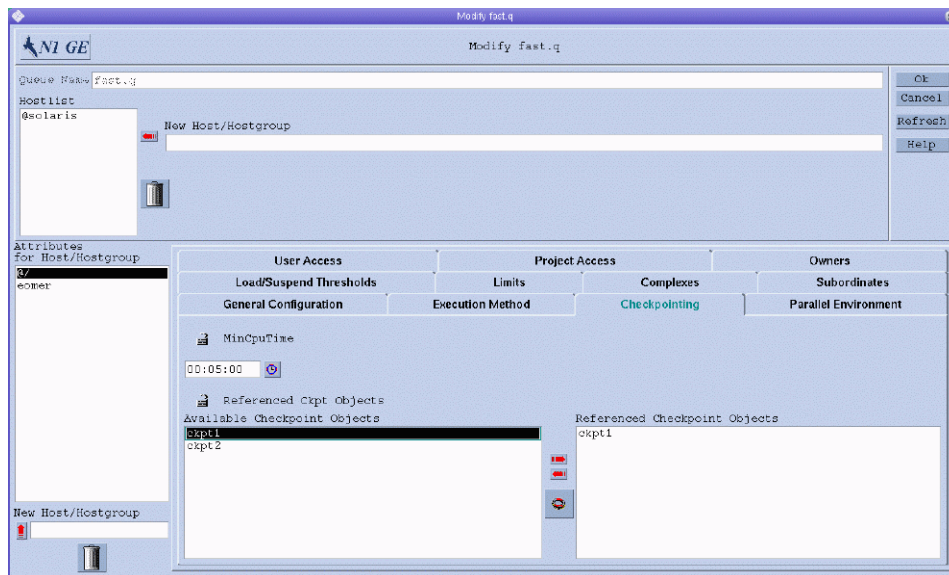 Modify fast.q
N1 GE
Modify fast.q
Queue Name fast.q
Ok
Hostlist
Cancel
@solaris
Refresh
New Host/Hostgroup
Help
Attributes
for Host/Hostgroup
@/
eomer
User Access Project Access Owners
Load/Suspend Thresholds Limits Complexes Subordinates
General Configuration Execution Method Checkpointing Parallel Environment
MinCpuTime
00:05:00
Referenced Ckpt Objects
Available Checkpoint Objects Referenced Checkpoint Objects
ckpt1 ckpt1
ckpt2
New Host/Hostgroup